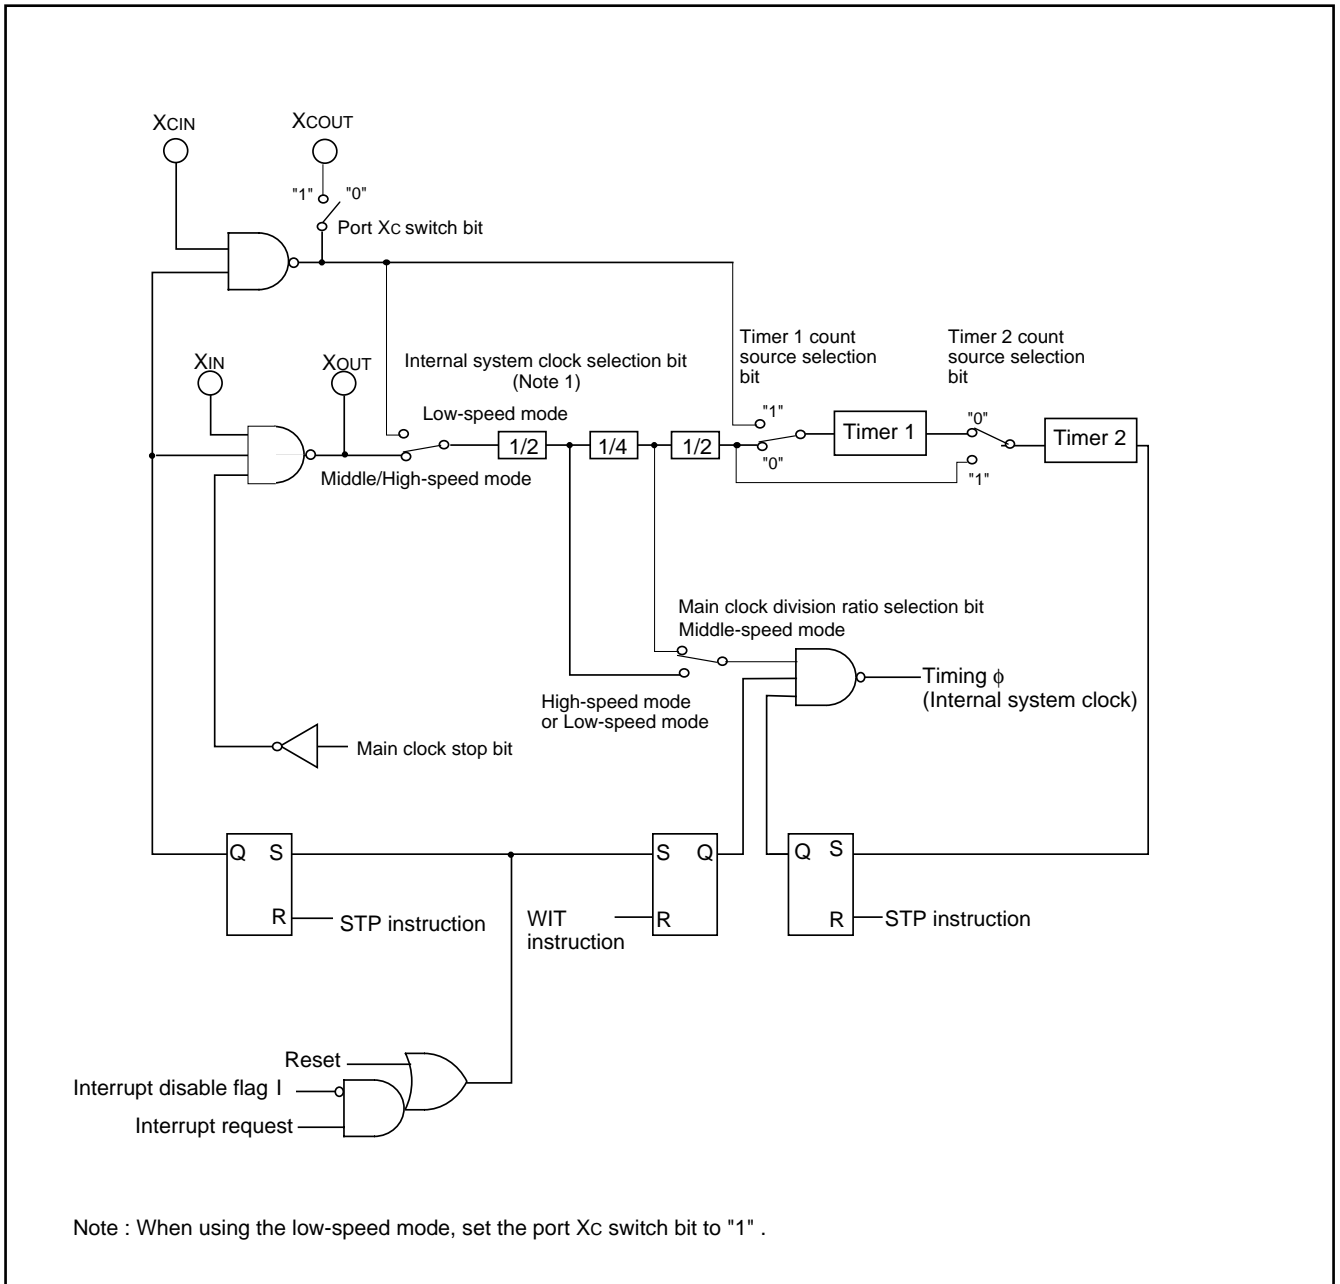 XCIN
XCOUT
"1" "0"
Port XC switch bit
XIN
XOUT
Internal system clock selection bit
(Note 1)
Low-speed mode
Middle/High-speed mode
1/2
1/4
1/2
Timer 1 count
source selection
bit
"1"
"0"
Timer 1
Timer 2 count
source selection
bit
"0"
"1"
Timer 2
Main clock division ratio selection bit
Middle-speed mode
High-speed mode
or Low-speed mode
Timing ϕ
(Internal system clock)
Main clock stop bit
Q S
R
STP instruction
S Q
R
WIT
instruction
Q S
R
STP instruction
Reset
Interrupt disable flag I
Interrupt request
Note : When using the low-speed mode, set the port XC switch bit to "1" .